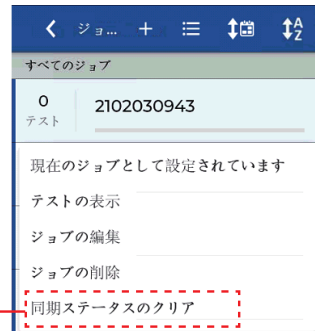 ジョ...
すべてのジョブ
0
2102030943
テスト
現在のジョブとして設定されています
テストの表示
ジョブの編集
ジョブの削除
同期ステータスのクリア